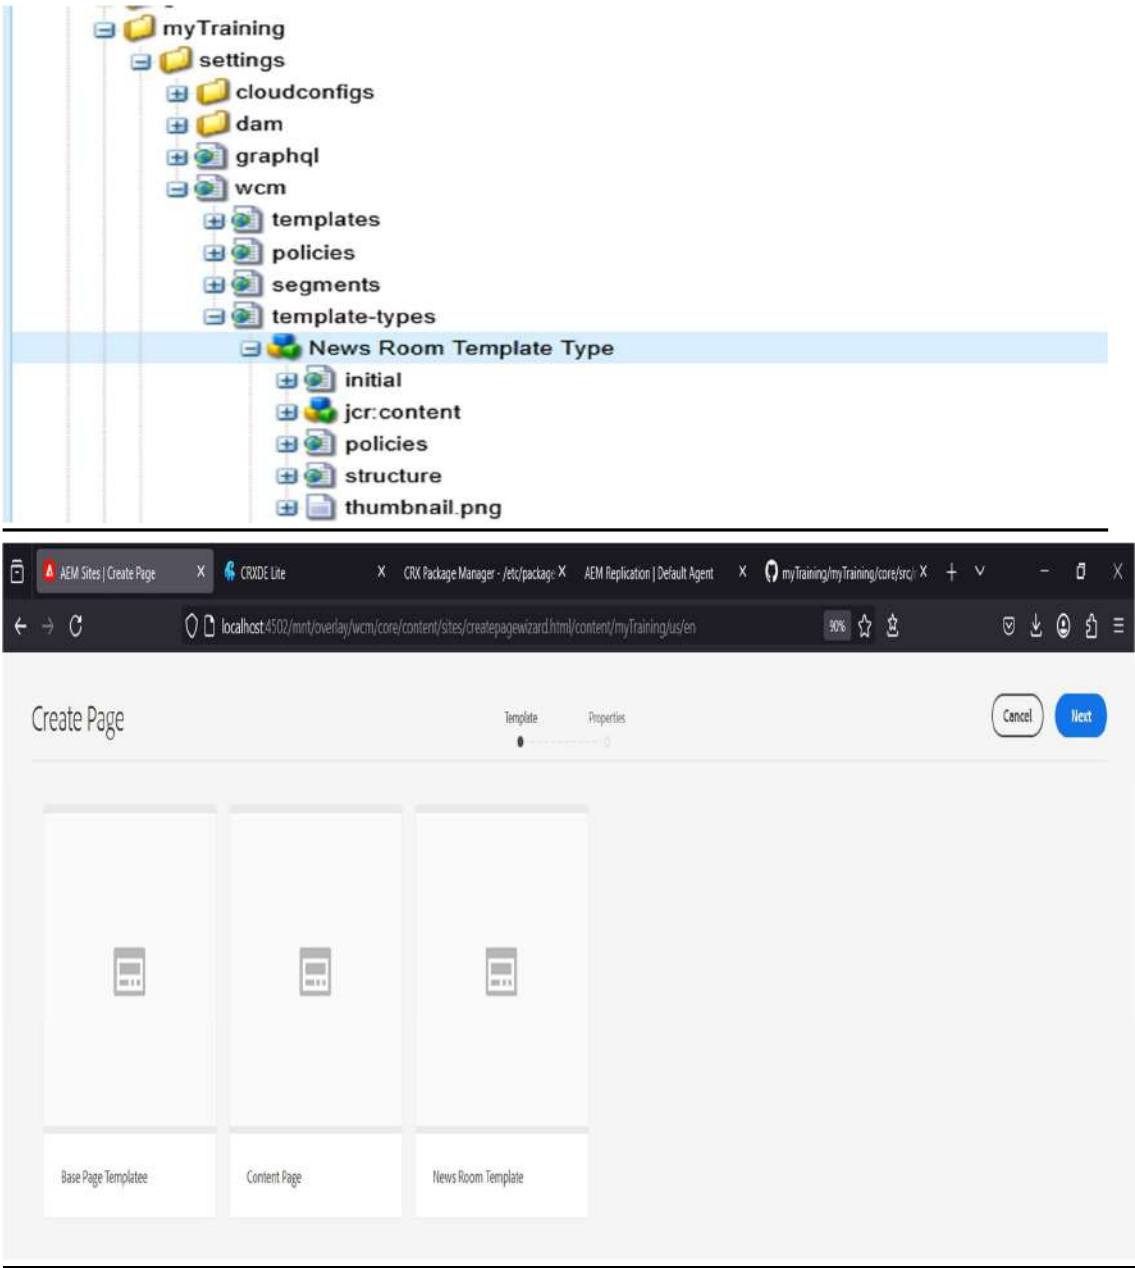 myTraining
settings
cloudconfigs
dam
graphql
wcm
templates
policies
segments
template-types
News Room Template Type
initial
jcr:content
policies
structure
thumbnail.png
AEM Sites | Create Page X CRXDE Lite X CRX Package Manager - /etc/package X AEM Replication | Default Agent X myTraining/myTraining/core/src/ X
localhost:4502/mnt/overlay/wcm/core/content/sites/createpagewizard.html/content/myTraining/us/en 90%
Create Page Template Properties Cancel Next
Base Page Templatee Content Page News Room Template